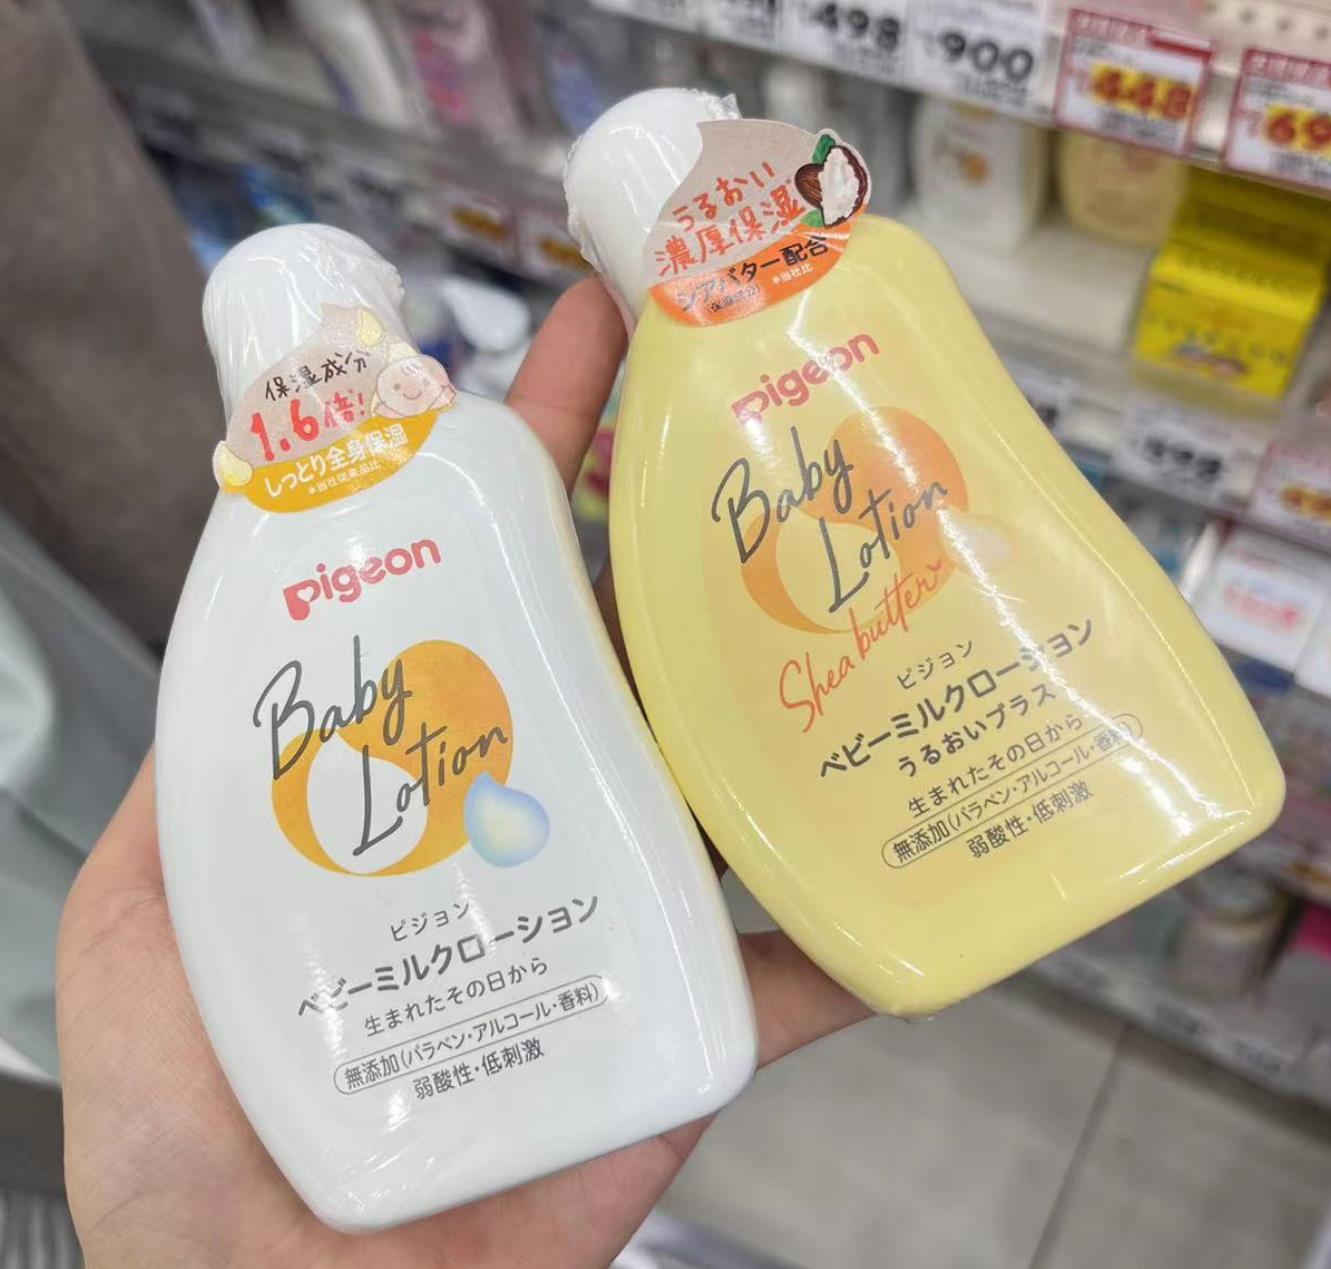 498
900
448
69
保湿成分
1.6倍!
しっとり全身保湿
*当社従来品比
pigeon
Baby
Lotion
ピジョン
ベビーミルクローション
生まれたその日から
無添加(パラベン・アルコール・香料)
弱酸性・低刺激
うるおい
濃厚保湿*
シアバター配合
(保湿成分)
*当社比
pigeon
Baby
Lotion
Shea butter
ピジョン
ベビーミルクローション
うるおいプラス
生まれたその日から
無添加(パラベン・アルコール・香料)
弱酸性・低刺激